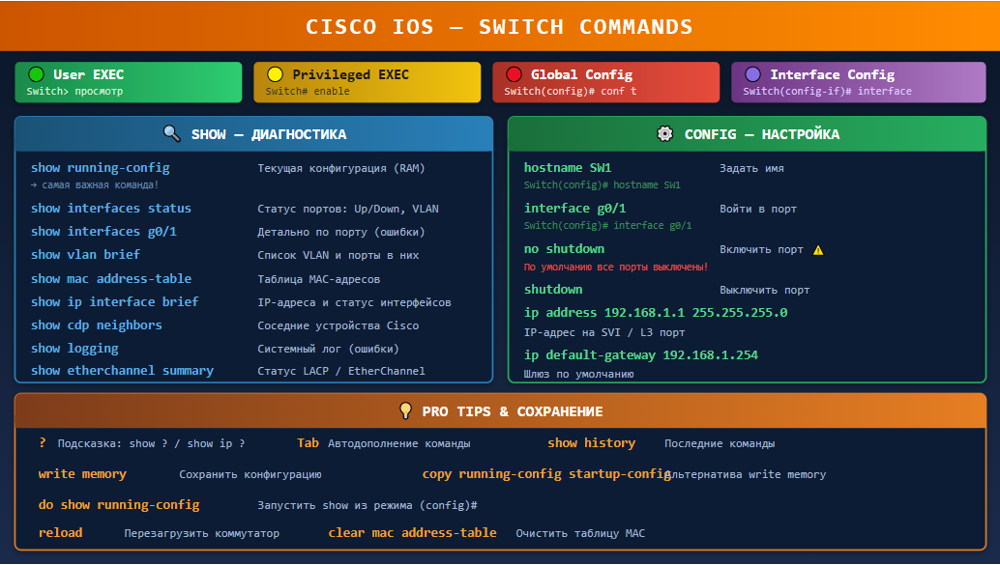 CISCO IOS — SWITCH COMMANDS
User EXEC
Switch> просмотр
Privileged EXEC
Switch# enable
Global Config
Switch(config)# conf t
Interface Config
Switch(config-if)# interface
SHOW — ДИАГНОСТИКА
show running-config Текущая конфигурация (RAM)
→ самая важная команда!
show interfaces status Статус портов: Up/Down, VLAN
show interfaces g0/1 Детально по порту (ошибки)
show vlan brief Список VLAN и порты в них
show mac address-table Таблица MAC-адресов
show ip interface brief IP-адреса и статус интерфейсов
show cdp neighbors Соседние устройства Cisco
show logging Системный лог (ошибки)
show etherchannel summary Статус LACP / EtherChannel
CONFIG — НАСТРОЙКА
hostname SW1 Задать имя
Switch(config)# hostname SW1
interface g0/1 Войти в порт
Switch(config)# interface g0/1
no shutdown Включить порт ⚠
По умолчанию все порты выключены!
shutdown Выключить порт
ip address 192.168.1.1 255.255.255.0
IP-адрес на SVI / L3 порт
ip default-gateway 192.168.1.254
Шлюз по умолчанию
PRO TIPS & СОХРАНЕНИЕ
? Подсказка: show ? / show ip ? Tab Автодополнение команды show history Последние команды
write memory Сохранить конфигурацию copy running-config startup-config Альтернатива write memory
do show running-config Запустить show из режима (config)#
reload Перезагрузить коммутатор clear mac address-table Очистить таблицу MAC